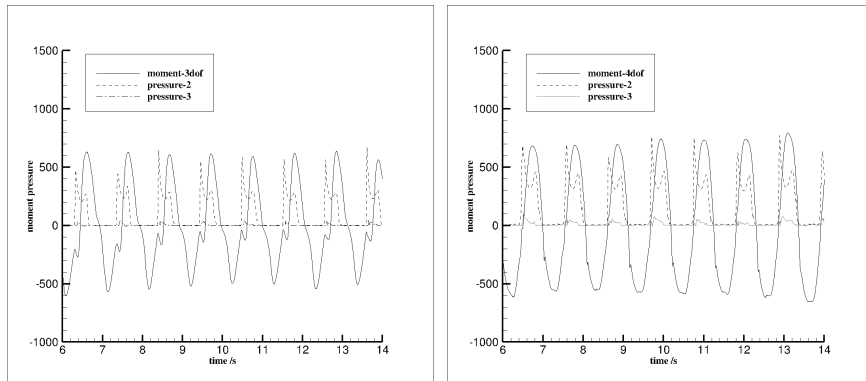 1500
1000
500
0
-500
-1000
moment pressure
moment-3dof
pressure-2
pressure-3
6 7 8 9 10 11 12 13 14
time /s
1500
1000
500
0
-500
-1000
moment pressure
moment-4dof
pressure-2
pressure-3
6 7 8 9 10 11 12 13 14
time /s